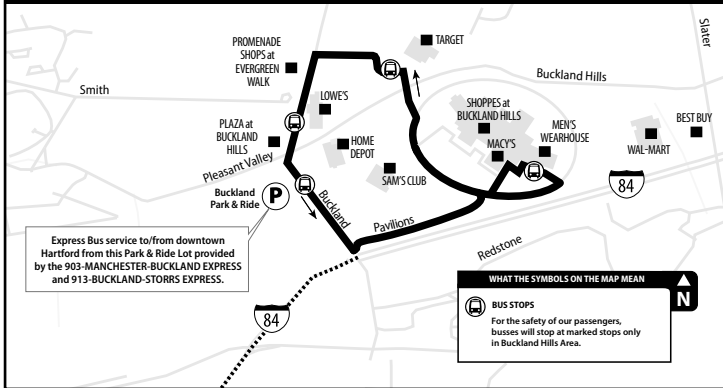 PROMENADE
SHOPS at
EVERGREEN
WALK
TARGET
Slater
Smith
Buckland Hills
LOWE'S
SHOPPES at
BUCKLAND HILLS
MEN'S
WEARHOUSE
BEST BUY
PLAZA at
BUCKLAND
HILLS
HOME
DEPOT
MACY'S
WAL-MART
Pleasant Valley
SAM'S CLUB
84
Buckland
Park & Ride
P
Buckland
Pavilions
Redstone
Express Bus service to/from downtown
Hartford from this Park & Ride Lot provided
by the 903-MANCHESTER-BUCKLAND EXPRESS
and 913-BUCKLAND-STORRS EXPRESS.
84
WHAT THE SYMBOLS ON THE MAP MEAN
N
BUS STOPS
For the safety of our passengers,
busses will stop at marked stops only
in Buckland Hills Area.